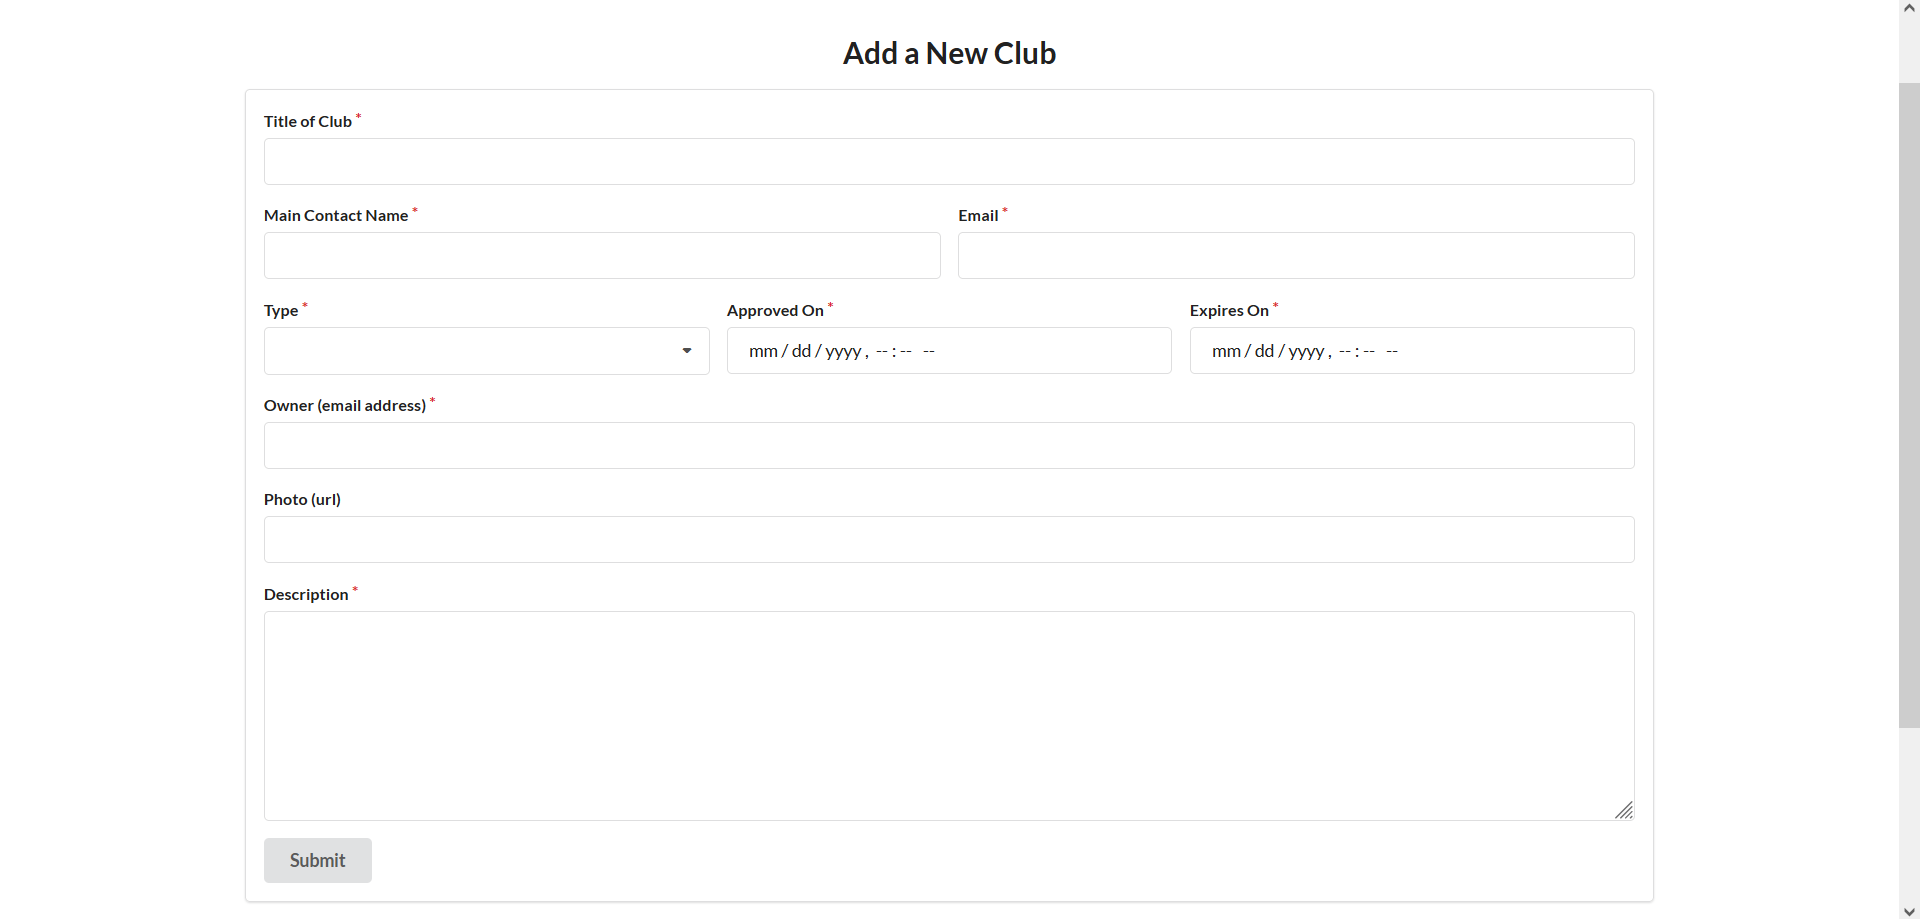 Add a New Club
Title of Club *
Main Contact Name * Email *
Type * Approved On * Expires On *
mm / dd / yyyy , -- : -- -- mm / dd / yyyy , -- : -- --
Owner (email address) *
Photo (url)
Description *
Submit